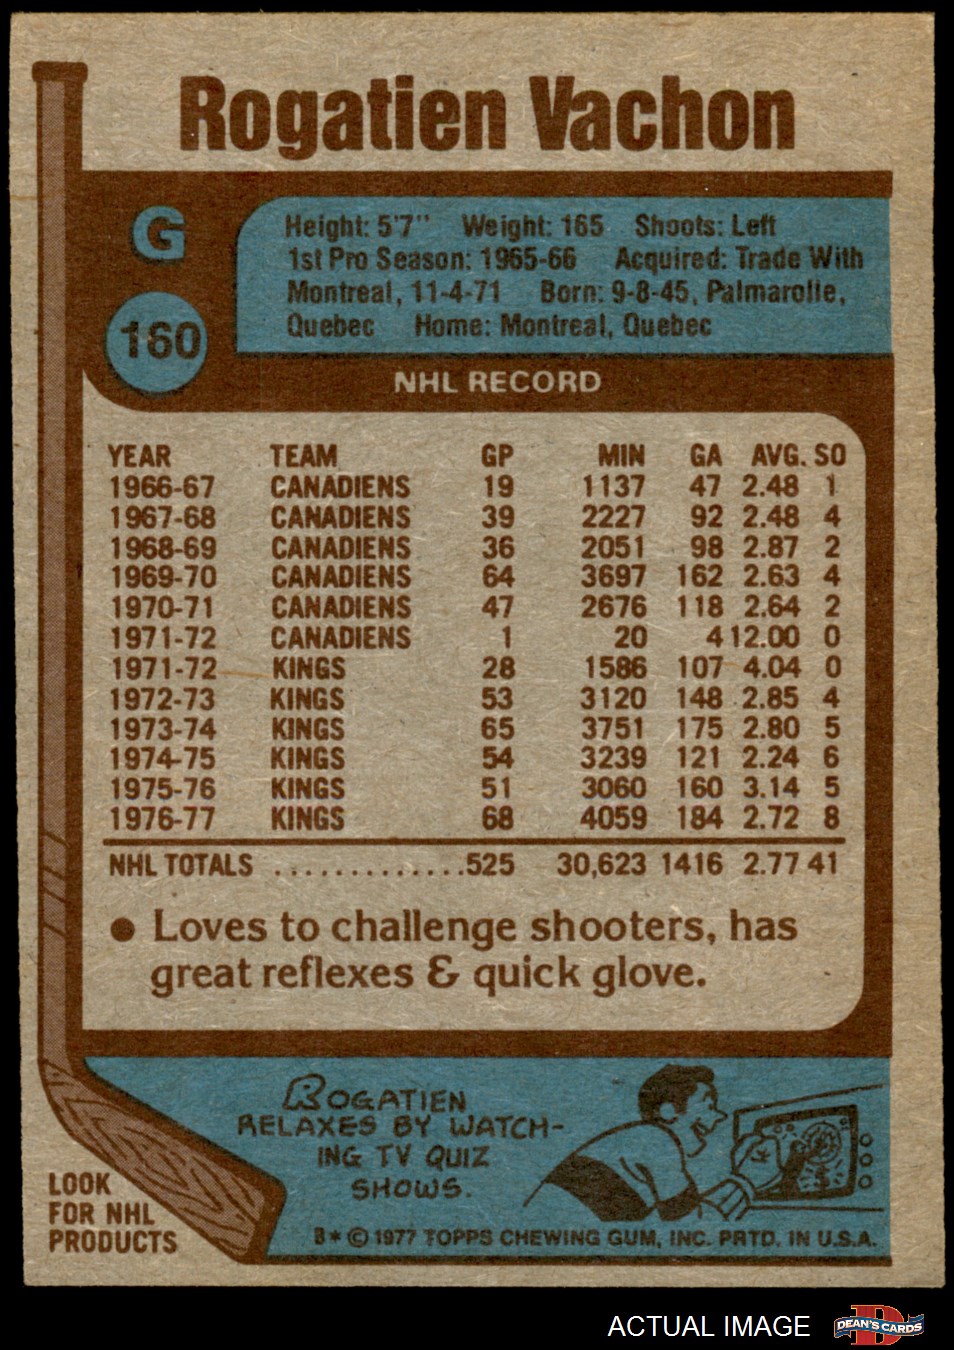 Rogatien Vachon
G
160
Height: 5'7" Weight: 165 Shoots: Left
1st Pro Season: 1965-66 Acquired: Trade With
Montreal, 11-4-71 Born: 9-8-45, Palmarolle,
Quebec Home: Montreal, Quebec
NHL RECORD
YEAR TEAM GP MIN GA AVG. SO
1966-67 CANADIENS 19 1137 47 2.48 1
1967-68 CANADIENS 39 2227 92 2.48 4
1968-69 CANADIENS 36 2051 98 2.87 2
1969-70 CANADIENS 64 3697 162 2.63 4
1970-71 CANADIENS 47 2676 118 2.64 2
1971-72 CANADIENS 1 20 4 12.00 0
1971-72 KINGS 28 1586 107 4.04 0
1972-73 KINGS 53 3120 148 2.85 4
1973-74 KINGS 65 3751 175 2.80 5
1974-75 KINGS 54 3239 121 2.24 6
1975-76 KINGS 51 3060 160 3.14 5
1976-77 KINGS 68 4059 184 2.72 8
NHL TOTALS .............525 30,623 1416 2.77 41
● Loves to challenge shooters, has
great reflexes & quick glove.
ROGATIEN
RELAXES BY WATCH-
ING TV QUIZ
SHOWS.
LOOK
FOR NHL
PRODUCTS
B* © 1977 TOPPS CHEWING GUM, INC. PRTD. IN U.S.A.
ACTUAL IMAGE
D
DEAN'S CARDS